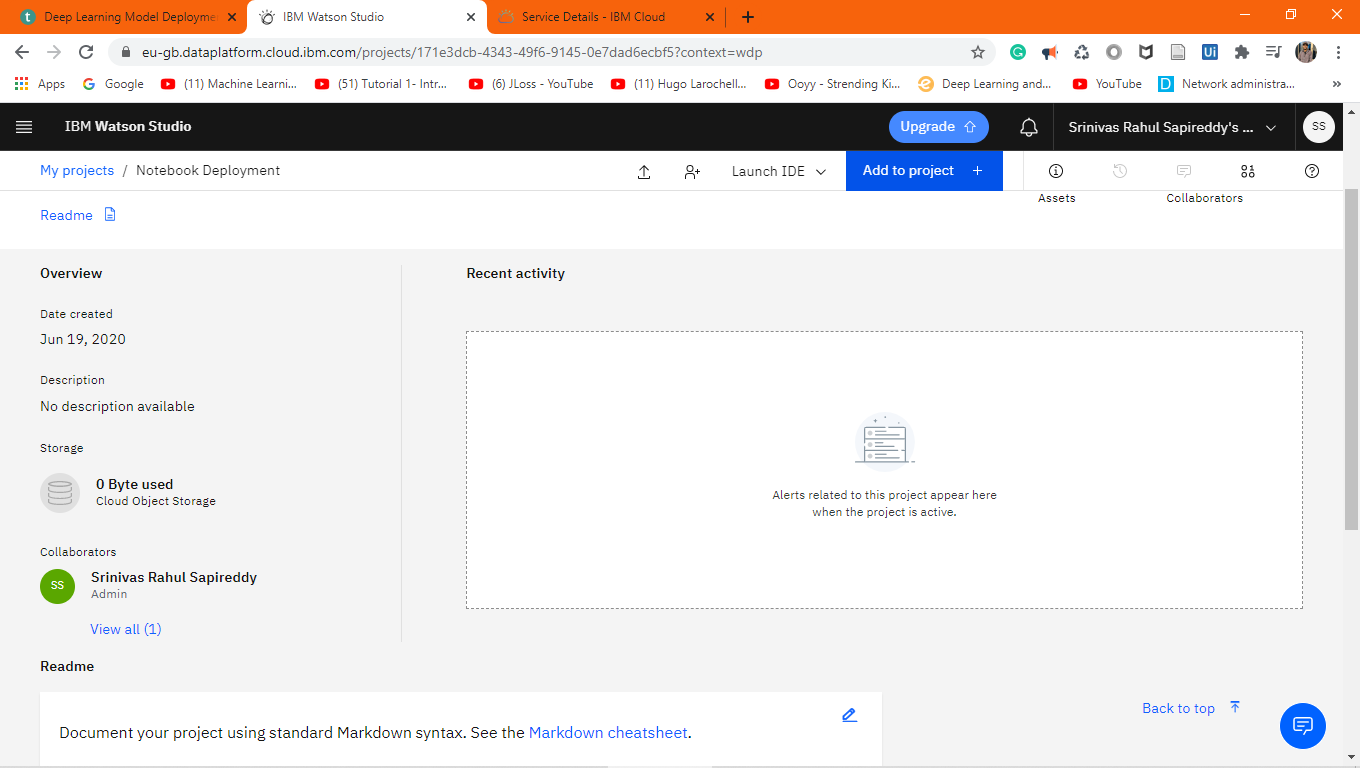 Deep Learning Model Deployme
IBM Watson Studio
Service Details - IBM Cloud
eu-gb.dataplatform.cloud.ibm.com/projects/171e3dcb-4343-49f6-9145-0e7dad6ecbf5?context=wdp
Apps
Google
(11) Machine Learni...
(51) Tutorial 1- Intr...
(6) JLoss - YouTube
(11) Hugo Larochell...
Ooyy - Strending Ki...
Deep Learning and...
YouTube
Network administra...
IBM Watson Studio
Upgrade
Srinivas Rahul Sapireddy's ...
SS
My projects / Notebook Deployment
Launch IDE
Add to project +
Assets
Collaborators
Readme
Overview
Date created
Jun 19, 2020
Description
No description available
Storage
0 Byte used
Cloud Object Storage
Collaborators
SS
Srinivas Rahul Sapireddy
Admin
View all (1)
Recent activity
Alerts related to this project appear here
when the project is active.
Readme
Document your project using standard Markdown syntax. See the Markdown cheatsheet.
Back to top